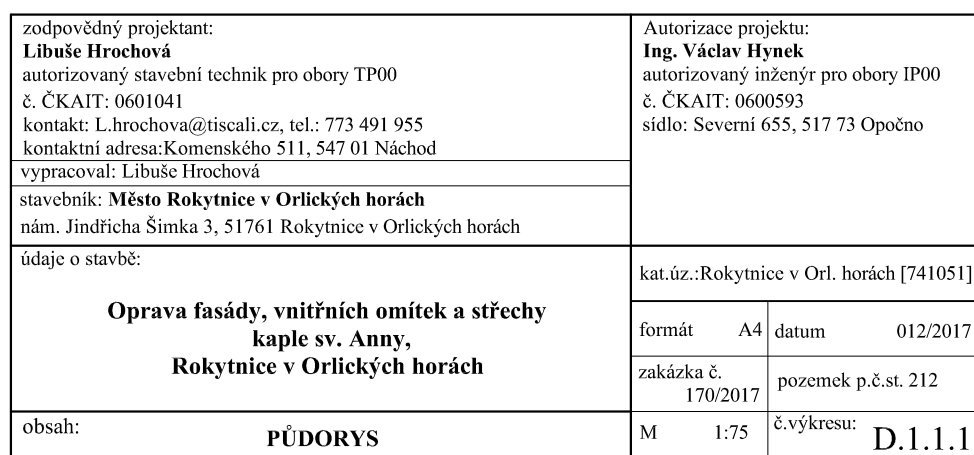 zodpovědný projektant:
Libuše Hrochová
autorizovaný stavební technik pro obory TP00
č. ČKAIT: 0601041
kontakt: L.hrochova@tiscali.cz, tel.: 773 491 955
kontaktní adresa:Komenského 511, 547 01 Náchod
vypracoval: Libuše Hrochová
stavebník: Město Rokytnice v Orlických horách
nám. Jindřicha Šimka 3, 51761 Rokytnice v Orlických horách
Autorizace projektu:
Ing. Václav Hynek
autorizovaný inženýr pro obory IP00
č. ČKAIT: 0600593
sídlo: Severní 655, 517 73 Opočno
údaje o stavbě:
Oprava fasády, vnitřních omítek a střechy
kaple sv. Anny,
Rokytnice v Orlických horách
kat.úz.:Rokytnice v Orl. horách [741051]
formát A4 datum 012/2017
zakázka č.
170/2017 pozemek p.č.st. 212
obsah: PŮDORYS
M 1:75 č.výkresu: D.1.1.1